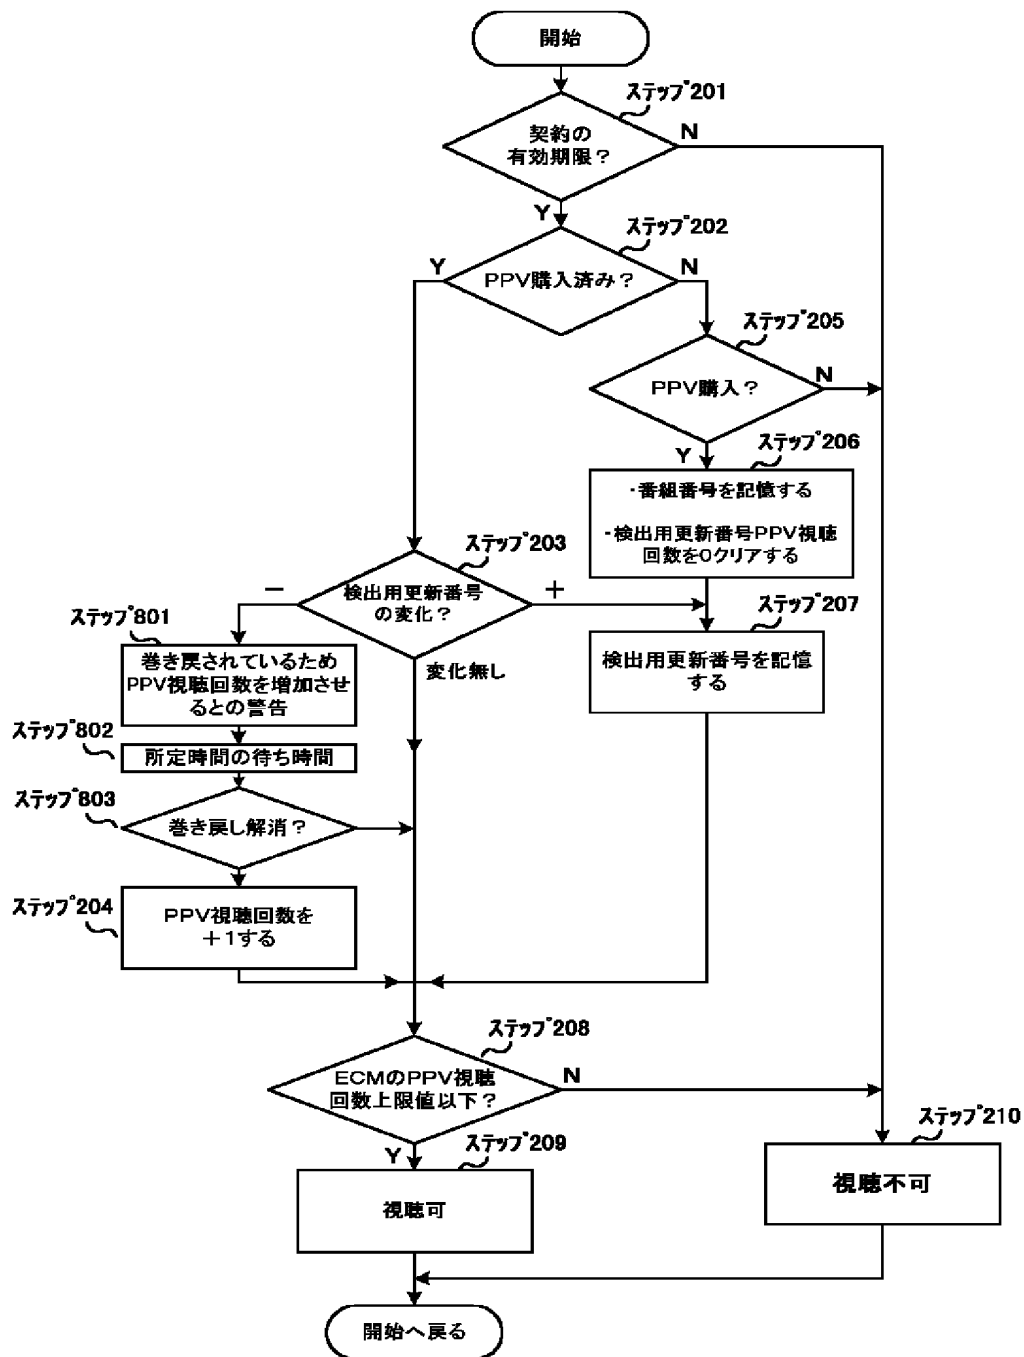 開始
ステップ201
契約の
有効期限？
N
Y
ステップ202
Y
PPV購入済み？
N
ステップ205
PPV購入？
N
Y
ステップ206
・番組番号を記憶する
・検出用更新番号PPV視聴
回数を0クリアする
ステップ203
－
検出用更新番号
の変化？
＋
変化無し
ステップ207
検出用更新番号を記憶
する
ステップ801
巻き戻されているため
PPV視聴回数を増加させ
るとの警告
ステップ802
所定時間の待ち時間
ステップ803
巻き戻し解消？
ステップ204
PPV視聴回数を
＋1する
ステップ208
ECMのPPV視聴
回数上限値以下？
N
Y
ステップ209
視聴可
ステップ210
視聴不可
開始へ戻る